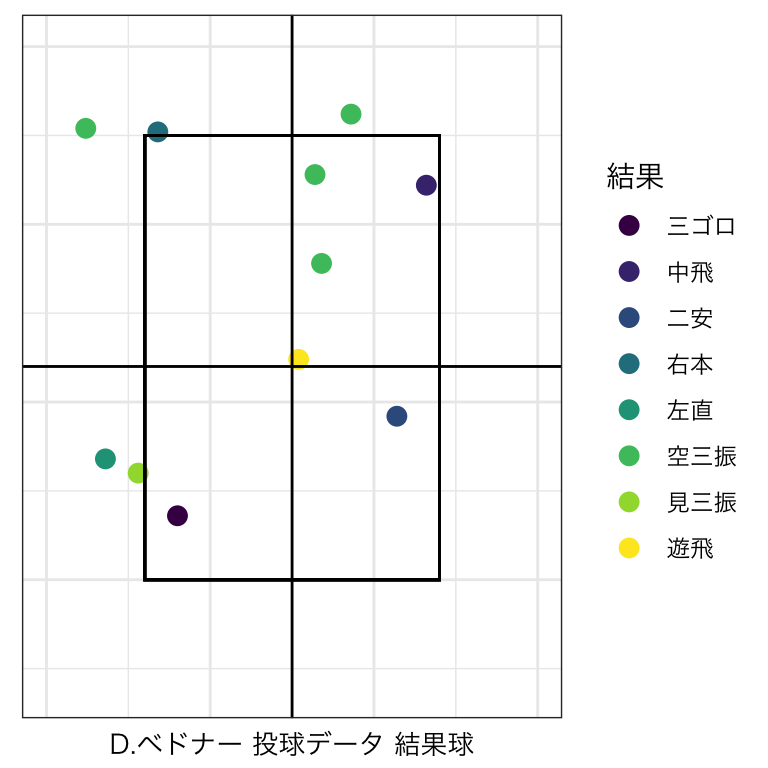 結果
三ゴロ
中飛
二安
右本
左直
空三振
見三振
遊飛
D.ベドナー 投球データ 結果球